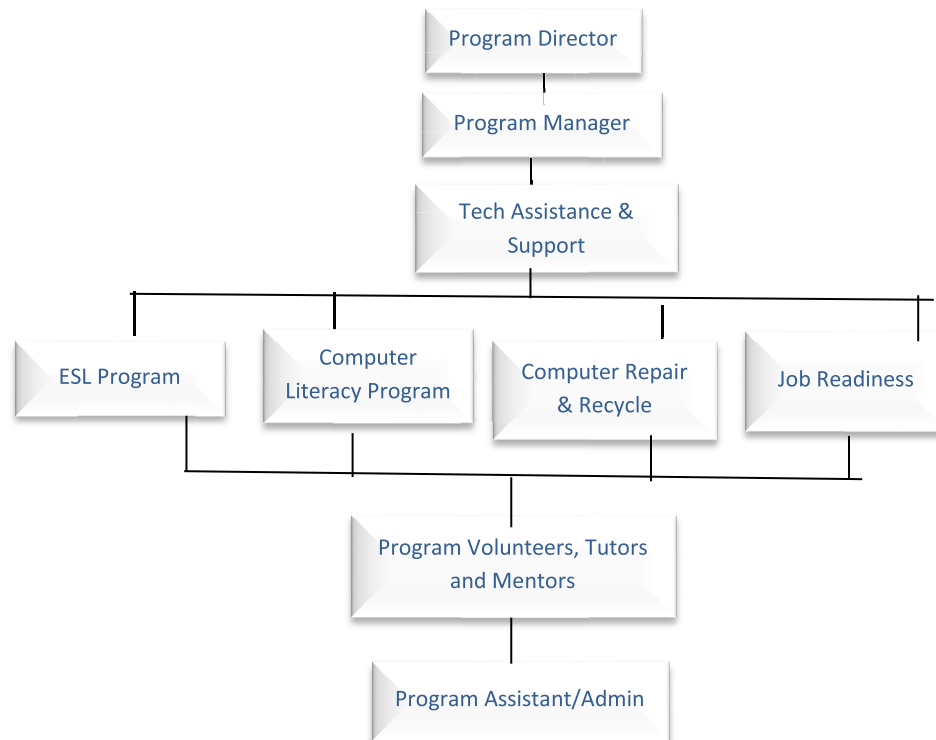 Program Director
Program Manager
Tech Assistance &
Support
ESL Program
Computer
Literacy Program
Computer Repair
& Recycle
Job Readiness
Program Volunteers, Tutors
and Mentors
Program Assistant/Admin